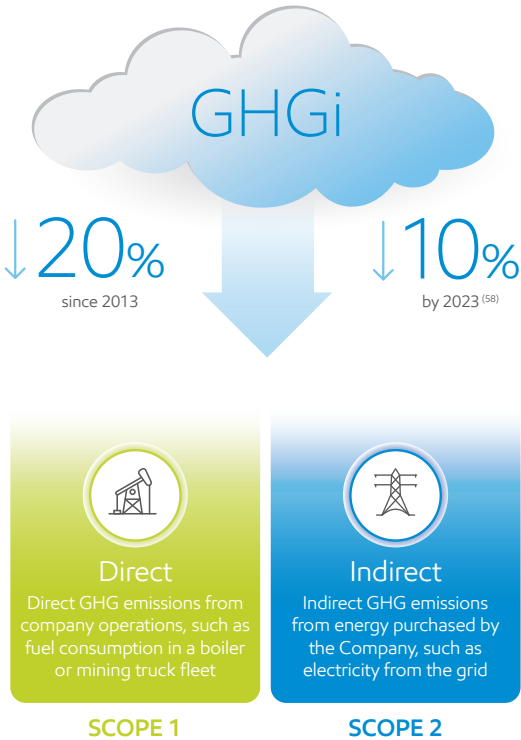 GHGi
↓20%
since 2013
↓10%
by 2023 (58)
Direct
Direct GHG emissions from
company operations, such as
fuel consumption in a boiler
or mining truck fleet
SCOPE 1
Indirect
Indirect GHG emissions
from energy purchased by
the Company, such as
electricity from the grid
SCOPE 2